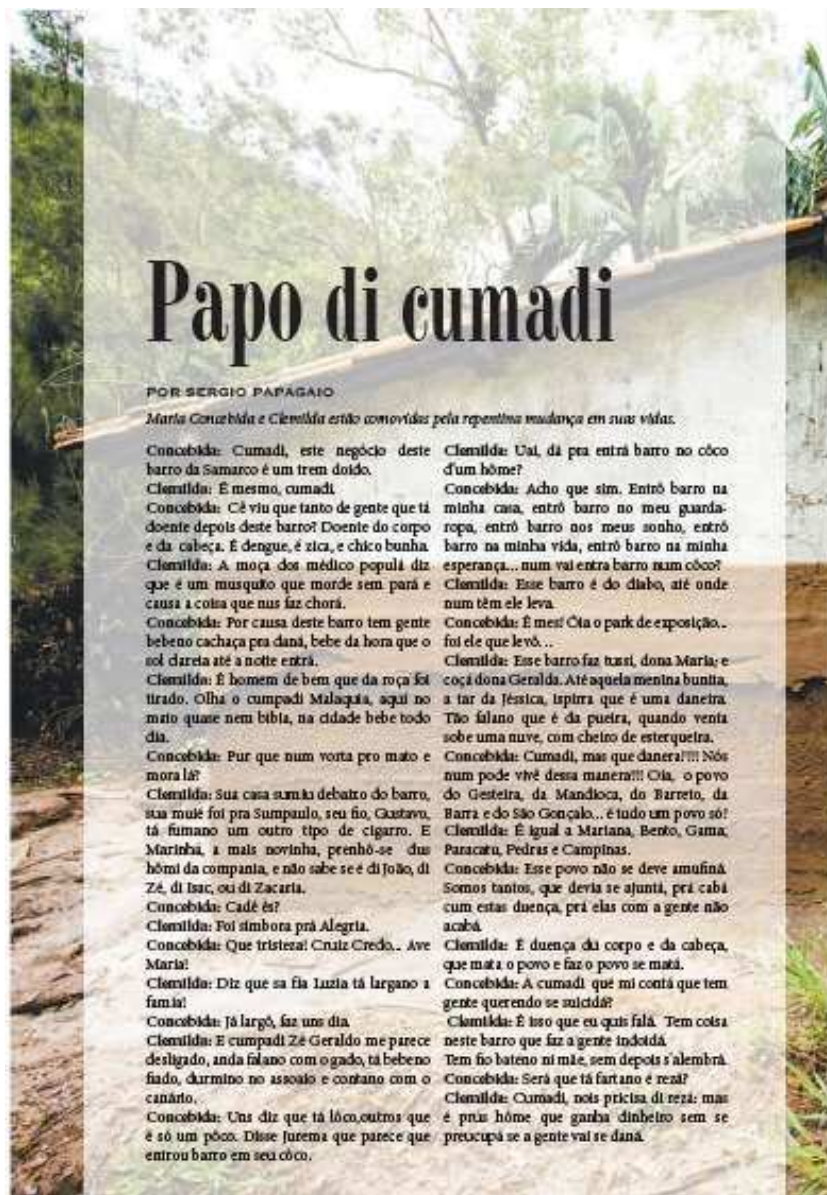 Papo di cumadi
POR SERGIO PAPAGAIO
Maria Concebida e Clemilda estão comovidas pela repentina mudança em suas vidas.
Concebida: Cumadi, este negócio deste
barro da Samarco é um trem doido.
Clemilda: É mesmo, cumadi.
Concebida: Cê viu que tanto de gente que tá
doente depois deste barro? Doente do corpo
e da cabeça. É dengue, é zica, e chico bunha.
Clemilda: A moça dos médico populá diz
que é um musquito que morde sem pará e
causa a coisa que nus faz chorá.
Concebida: Por causa deste barro tem gente
bebeno cachaça pra daná, bebe da hora que o
sol clareia até a noite entrá.
Clemilda: É homem de bem que da roça foi
tirado. Olha o cumpadi Malaquia, aqui no
mato quase nem bibia, na cidade bebe todo
dia.
Concebida: Pur que num vorta pro mato e
mora lá?
Clemilda: Sua casa sumiu debaixo do barro,
sua muié foi pra Sumpaulo, seu fio, Gustavo,
tá fumano um outro tipo de cigarro. E
Marinha, a mais novinha, prenhô-se dus
hômi da compania, e não sabe se é di João, di
Zé, di Isac, ou di Zacaria.
Concebida: Cadê ês?
Clemilda: Foi simbora prá Alegria.
Concebida: Que tristeza! Cruiz Credo... Ave
Maria!
Clemilda: Diz que sa fia Luzia tá largano a
famia!
Concebida: Já largô, faz uns dia.
Clemilda: E cumpadi Zé Geraldo me parece
desligado, anda falano com o gado, tá bebeno
fiado, durmino no assoaio e contano com o
canário.
Concebida: Uns diz que tá lôco,outros que
é só um pôco. Disse Jurema que parece que
entrou barro em seu côco.
Clemilda: Uai, dá pra entrá barro no côco
d'um hôme?
Concebida: Acho que sim. Entrô barro na
minha casa, entrô barro no meu guarda-
ropa, entrô barro nos meus sonho, entrô
barro na minha vida, entrô barro na minha
esperança... num vai entra barro num côco?
Clemilda: Esse barro é do diabo, até onde
num têm ele leva.
Concebida: É mes! Óia o park de exposição...
foi ele que levô...
Clemilda: Esse barro faz tussi, dona Maria; e
coçá dona Geralda. Até aquela menina bunita,
a tar da Jéssica, ispirra que é uma daneira.
Tão falano que é da pueira, quando venta
sobe uma nuve, com cheiro de esterqueira.
Concebida: Cumadi, mas que danera!!!!! Nós
num pode vivê dessa manera!!! Oia, o povo
do Gesteira, da Mandioca, do Barreto, da
Barra e do São Gonçalo... é tudo um povo só!
Clemilda: É igual a Mariana, Bento, Gama,
Paracatu, Pedras e Campinas.
Concebida: Esse povo não se deve amufiná.
Somos tantos, que devia se ajuntá, prá cabá
cum estas duença, prá elas com a gente não
acabá.
Clemilda: É duença du corpo e da cabeça,
que mata o povo e faz o povo se matá.
Concebida: A cumadi qué mi contá que tem
gente querendo se suicidá?
Clemilda: É isso que eu quis falá. Tem coisa
neste barro que faz a gente indoidá.
Tem fio bateno ni mãe, sem depois s'alembrá.
Concebida: Será que tá fartano é rezá?
Clemilda: Cumadi, nois pricisa di rezá: mas
é prus hôme que ganha dinheiro sem se
preucupá se a gente vai se daná.